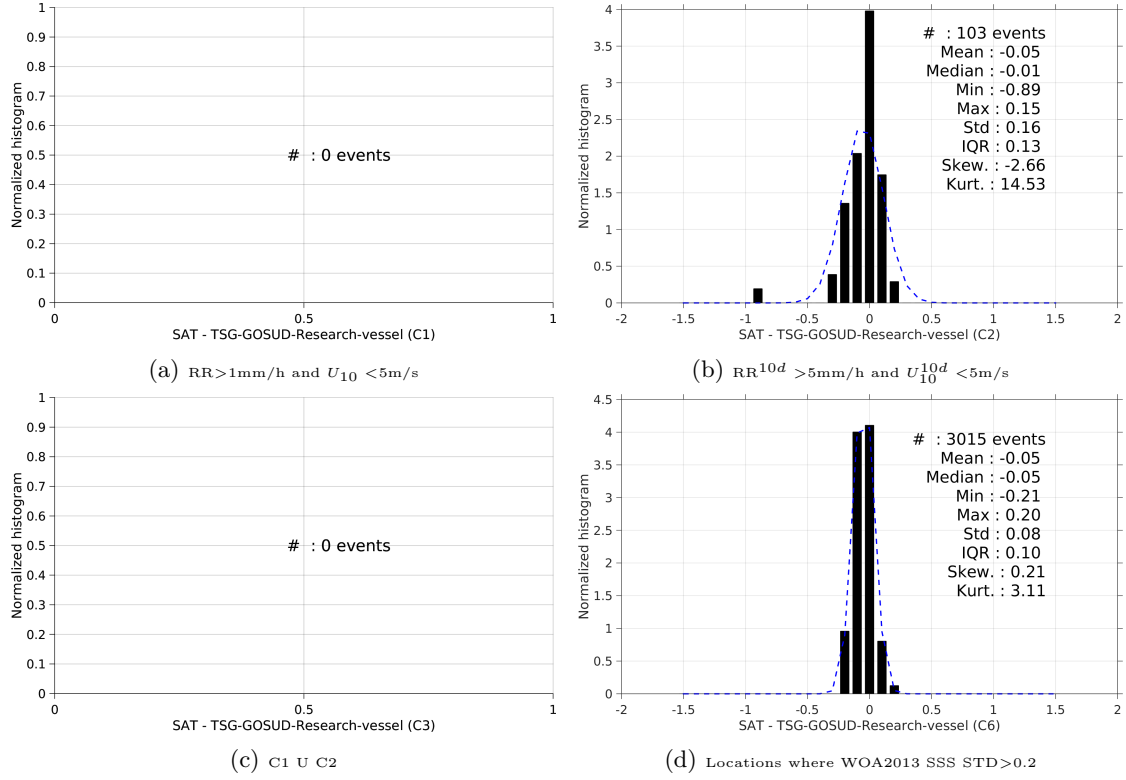 1
0.9
0.8
0.7
0.6
0.5
0.4
0.3
0.2
0.1
0
Normalized histogram
# : 0 events
0 0.5 1
SAT - TSG-GOSUD-Research-vessel (C1)
(a) RR>1mm/h and U10 <5m/s
4
3.5
3
2.5
2
1.5
1
0.5
0
Normalized histogram
# : 103 events
Mean : -0.05
Median : -0.01
Min : -0.89
Max : 0.15
Std : 0.16
IQR : 0.13
Skew. : -2.66
Kurt. : 14.53
-2 -1.5 -1 -0.5 0 0.5 1 1.5 2
SAT - TSG-GOSUD-Research-vessel (C2)
(b) RR10d >5mm/h and U10d10 <5m/s
1
0.9
0.8
0.7
0.6
0.5
0.4
0.3
0.2
0.1
0
Normalized histogram
# : 0 events
0 0.5 1
SAT - TSG-GOSUD-Research-vessel (C3)
(c) C1 U C2
4.5
4
3.5
3
2.5
2
1.5
1
0.5
0
Normalized histogram
# : 3015 events
Mean : -0.05
Median : -0.05
Min : -0.21
Max : 0.20
Std : 0.08
IQR : 0.10
Skew. : 0.21
Kurt. : 3.11
-2 -1.5 -1 -0.5 0 0.5 1 1.5 2
SAT - TSG-GOSUD-Research-vessel (C6)
(d) Locations where WOA2013 SSS STD>0.2